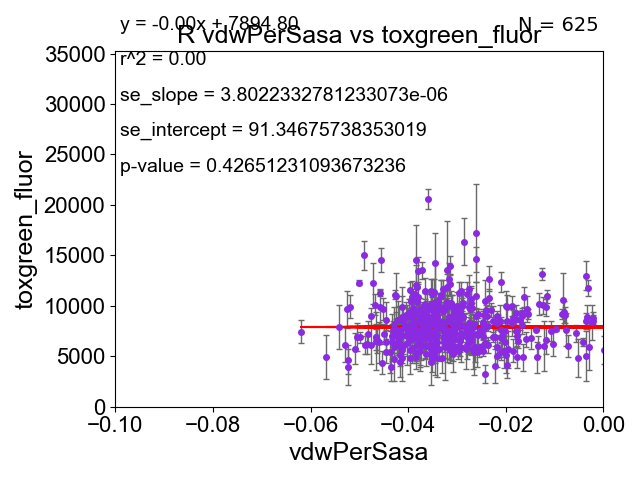 y = -0.00x + 7894.80
N = 625
R vdwPerSasa vs toxgreen_fluor
r^2 = 0.00
se_slope = 3.8022332781233073e-06
se_intercept = 91.34675738353019
p-value = 0.42651231093673236
35000
30000
25000
20000
15000
10000
5000
0
toxgreen_fluor
−0.10 −0.08 −0.06 −0.04 −0.02 0.00
vdwPerSasa